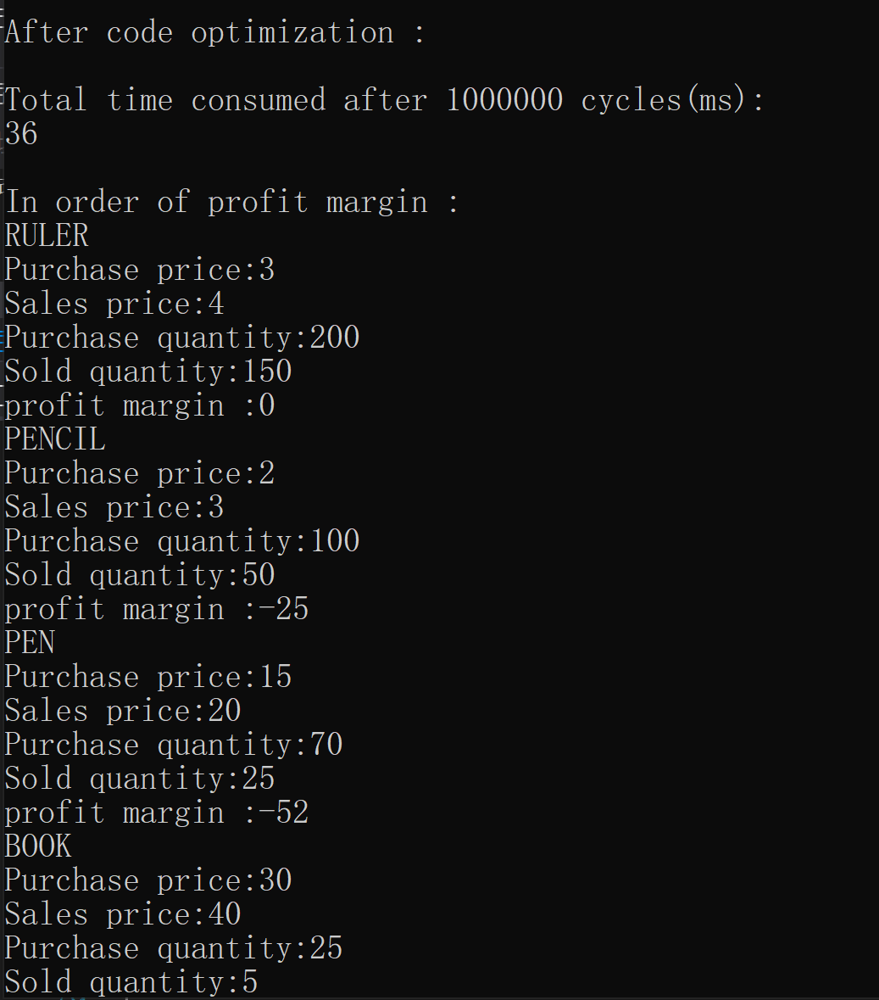 After code optimization :
Total time consumed after 1000000 cycles(ms):
36
In order of profit margin :
RULER
Purchase price:3
Sales price:4
Purchase quantity:200
Sold quantity:150
profit margin :0
PENCIL
Purchase price:2
Sales price:3
Purchase quantity:100
Sold quantity:50
profit margin :-25
PEN
Purchase price:15
Sales price:20
Purchase quantity:70
Sold quantity:25
profit margin :-52
BOOK
Purchase price:30
Sales price:40
Purchase quantity:25
Sold quantity:5